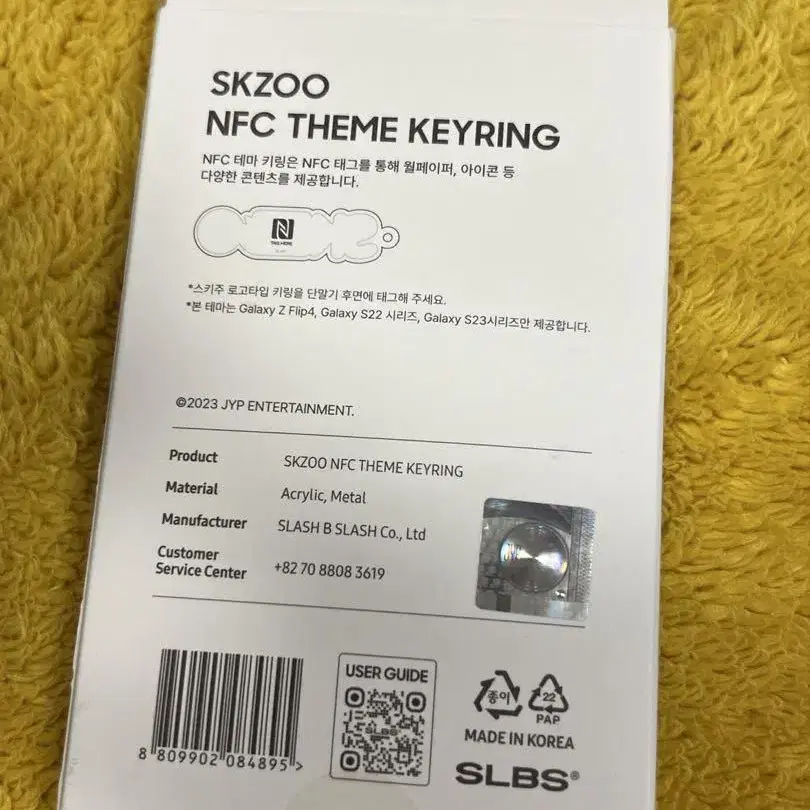 SKZOO
NFC THEME KEYRING
NFC 테마 키링은 NFC 태그를 통해 월페이퍼, 아이콘 등
다양한 콘텐츠를 제공합니다.
N
TAG HERE
*스키주 로고타입 키링을 단말기 후면에 태그해 주세요.
*본 테마는 Galaxy Z Flip4, Galaxy S22 시리즈, Galaxy S23시리즈만 제공합니다.
©2023 JYP ENTERTAINMENT.
Product SKZOO NFC THEME KEYRING
Material Acrylic, Metal
Manufacturer SLASH B SLASH Co., Ltd
Customer
Service Center +82 70 8808 3619
USER GUIDE
SLBS
종이
22
PAP
MADE IN KOREA
SLBS®
8 809902 084895 >